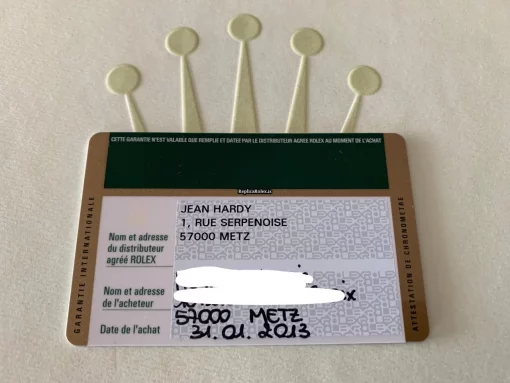 CETTE GARANTIE N'EST VALABLE QUE REMPLIE ET DATEE PAR LE DISTRIBUTEUR AGREE ROLEX AU MOMENT DE L'ACHAT
GARANTIE INTERNATIONALE
Nom et adresse
du distributeur
agréé ROLEX
JEAN HARDY
1, RUE SERPENOISE
57000 METZ
Nom et adresse
de l'acheteur
57000 METZ
Date de l'achat
31.01.2013
ATTESTATION DE CHRONOMETRE